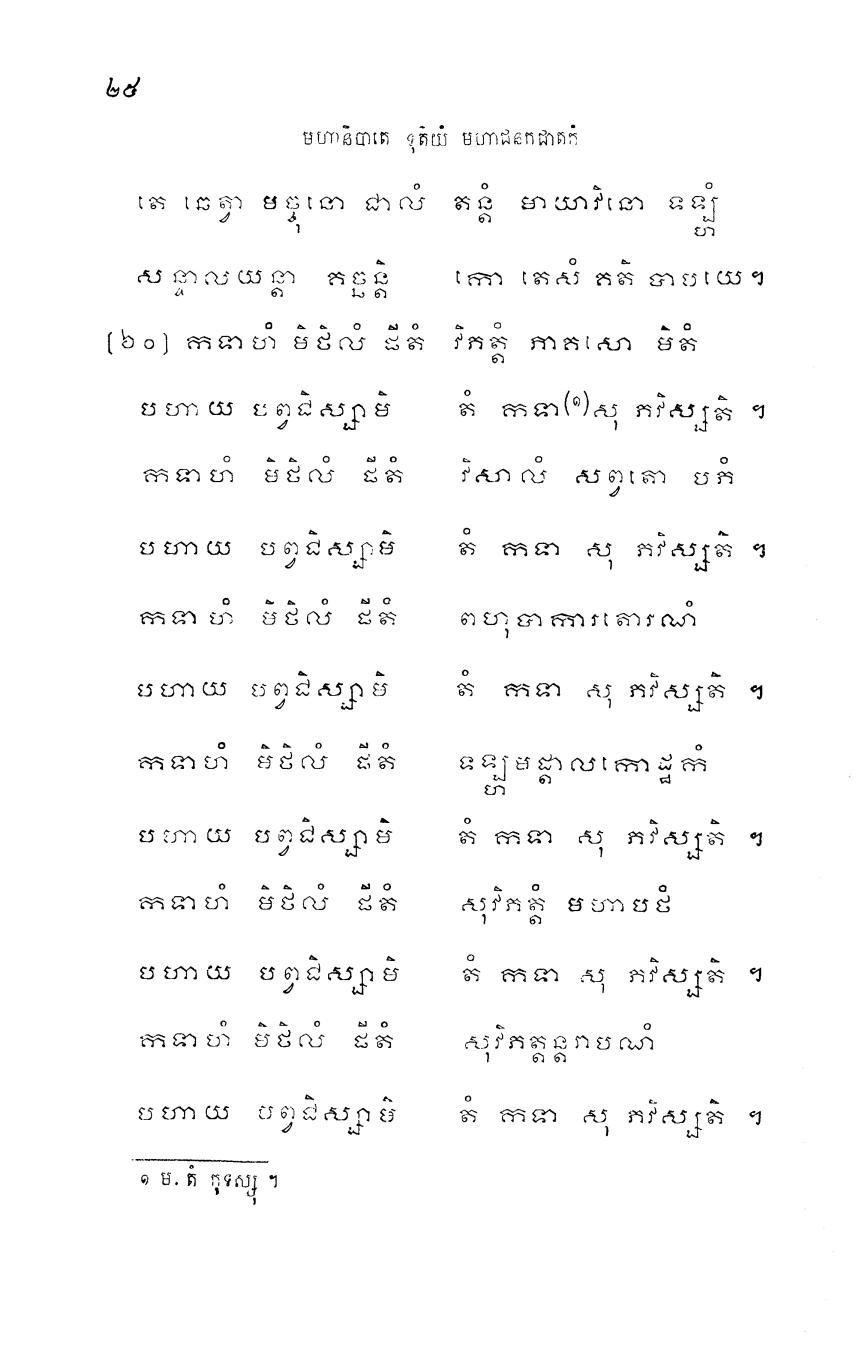 ២៥
មហានិបាតេ ទុតិយំ មហាជនកជាតកំ
តេ ឆេត្វា មច្ចុនោ ជាលំ តន្តំ មាយាវិនោ ទឡ្ហំ
សន្ទាលយន្តា គច្ឆន្តិ កោ តេសំ គតិ បាបយេ។
(២០) កទាហំ មិថិលំ ផីតំ វិភត្តំ ភាគសោ មិតំ
បហាយ បព្វជិស្សាមិ តំ កទា(១)សុ ភវិស្សតិ ។
កទាហំ មិថិលំ ផីតំ វិសាលំ សព្វតោ បភំ
បហាយ បព្វជិស្សាមិ តំ កទា សុ ភវិស្សតិ ។
កទាហំ មិថិលំ ផីតំ ពហុបាការតោរណំ
បហាយ បព្វជិស្សាមិ តំ កទា សុ ភវិស្សតិ ។
កទាហំ មិថិលំ ផីតំ ទឡ្ហមដ្តាលកោដ្ឋកំ
បហាយ បព្វជិស្សាមិ តំ កទា សុ ភវិស្សតិ ។
កទាហំ មិថិលំ ផីតំ សុវិភត្តំ មហាបថំ
បហាយ បព្វជិស្សាមិ តំ កទា សុ ភវិស្សតិ ។
កទាហំ មិថិលំ ផីតំ សុវិភត្តន្តរាបណំ
បហាយ បព្វជិស្សាមិ តំ កទា សុ ភវិស្សតិ ។
១ ម. តំ កុទស្សុ ។